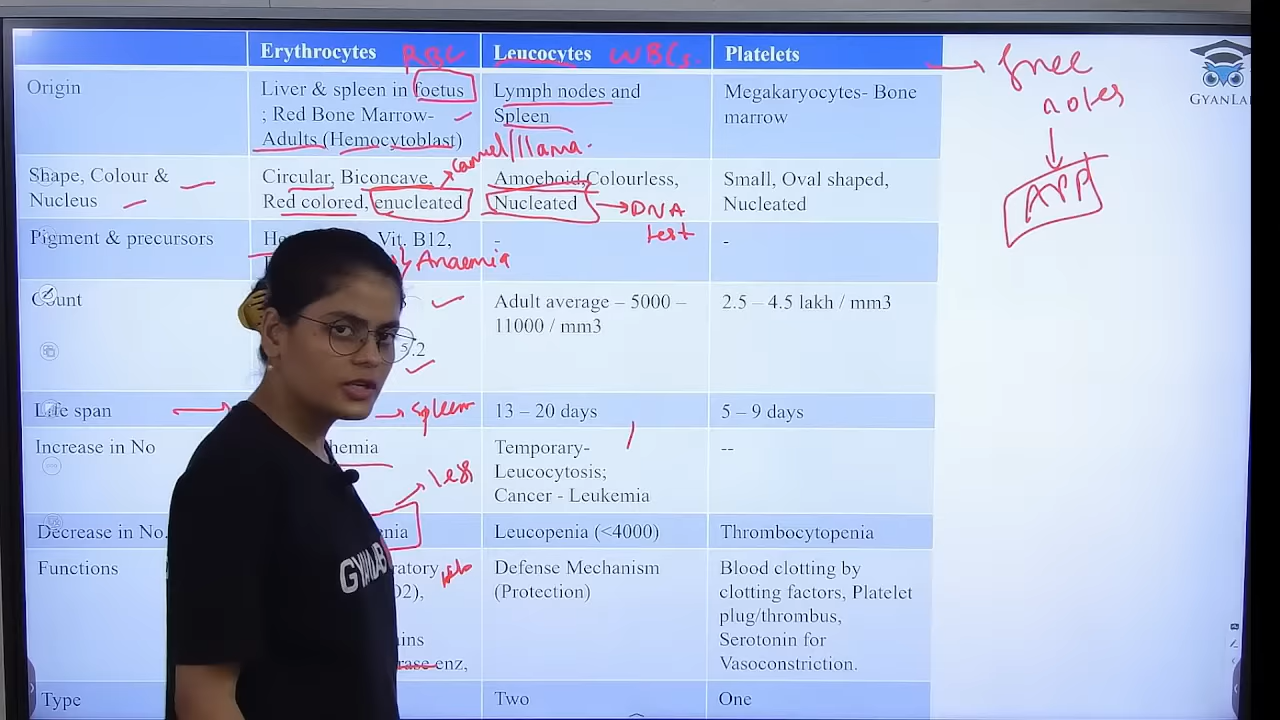 Erythrocytes RBC Leucocytes WBCs. Platelets
free
notes
APP
GYANLA
Origin
Liver & spleen in foetus
; Red Bone Marrow-
Adults (Hemocytoblast)
Lymph nodes and
Spleen
Megakaryocytes- Bone
marrow
camel/llama.
Shape, Colour &
Nucleus
Circular, Biconcave,
Red colored, enucleated
Amoeboid,Colourless,
Nucleated
DNA
test
Small, Oval shaped,
Nucleated
Pigment & precursors
Vit. B12,
Anaemia
-
-
Count
5.2
Adult average – 5000 –
11000 / mm3
2.5 – 4.5 lakh / mm3
Life span
Spleen
13 – 20 days
5 – 9 days
Increase in No
Temporary-
Leucocytosis;
Cancer - Leukemia
--
less
Decrease in No.
Leucopenia (<4000)
Thrombocytopenia
Functions
Defense Mechanism
(Protection)
Blood clotting by
clotting factors, Platelet
plug/thrombus,
Serotonin for
Vasoconstriction.
enz,
Type
Two
One